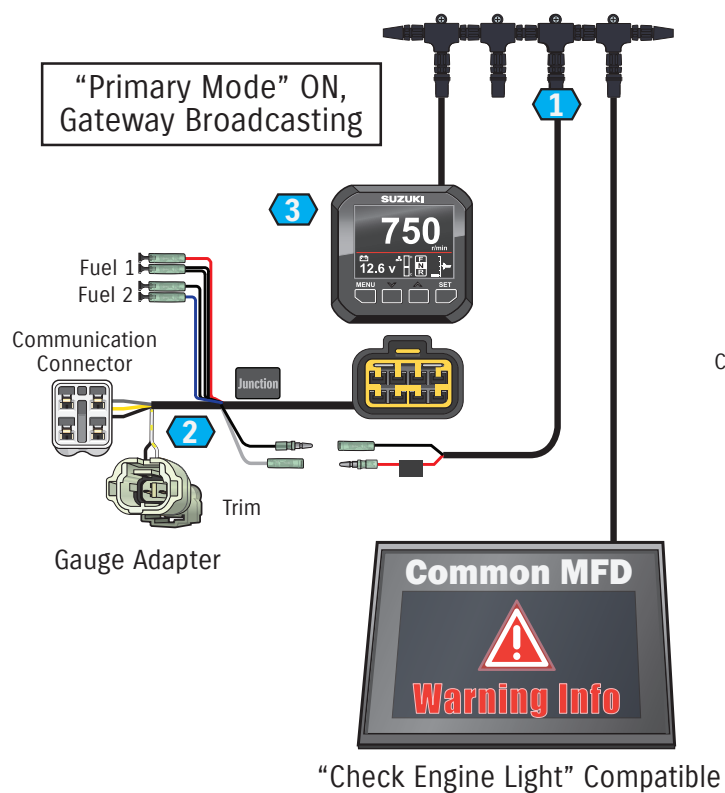 “Primary Mode” ON,
Gateway Broadcasting
1
3
SUZUKI
750
r/min
12.6 v
F
N
R
MENU
SET
Fuel 1
Fuel 2
Communication
Connector
Junction
C
2
Trim
Gauge Adapter
Common MFD
!
Warning Info
“Check Engine Light” Compatible